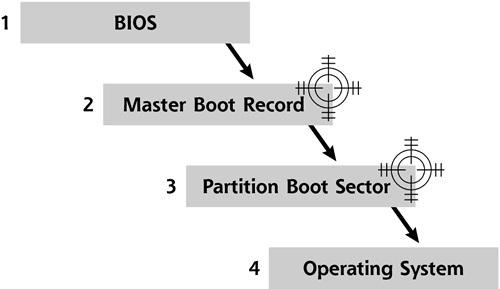 1 BIOS
2 Master Boot Record
3 Partition Boot Sector
4 Operating System